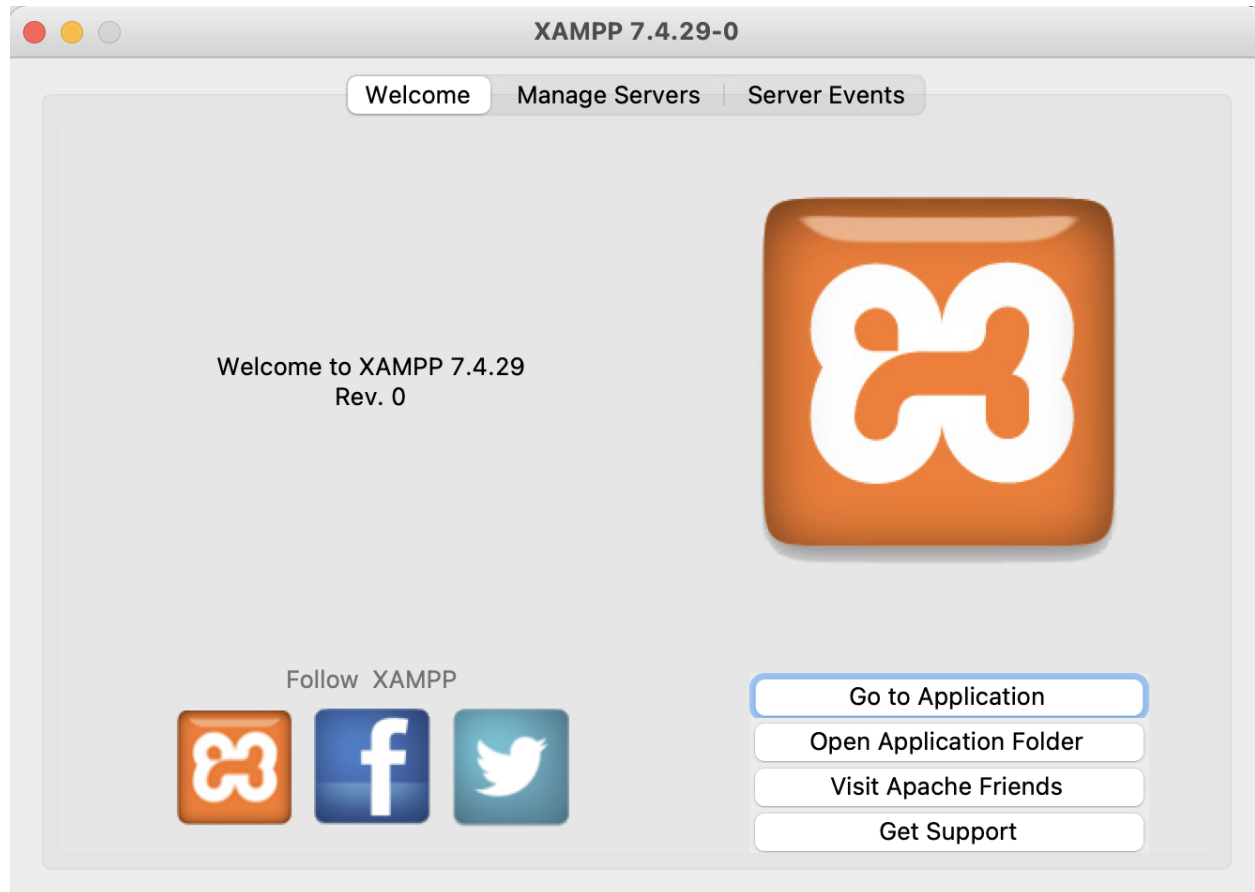 XAMPP 7.4.29-0
Welcome
Manage Servers
Server Events
Welcome to XAMPP 7.4.29
Rev. 0
Follow XAMPP
Go to Application
Open Application Folder
Visit Apache Friends
Get Support